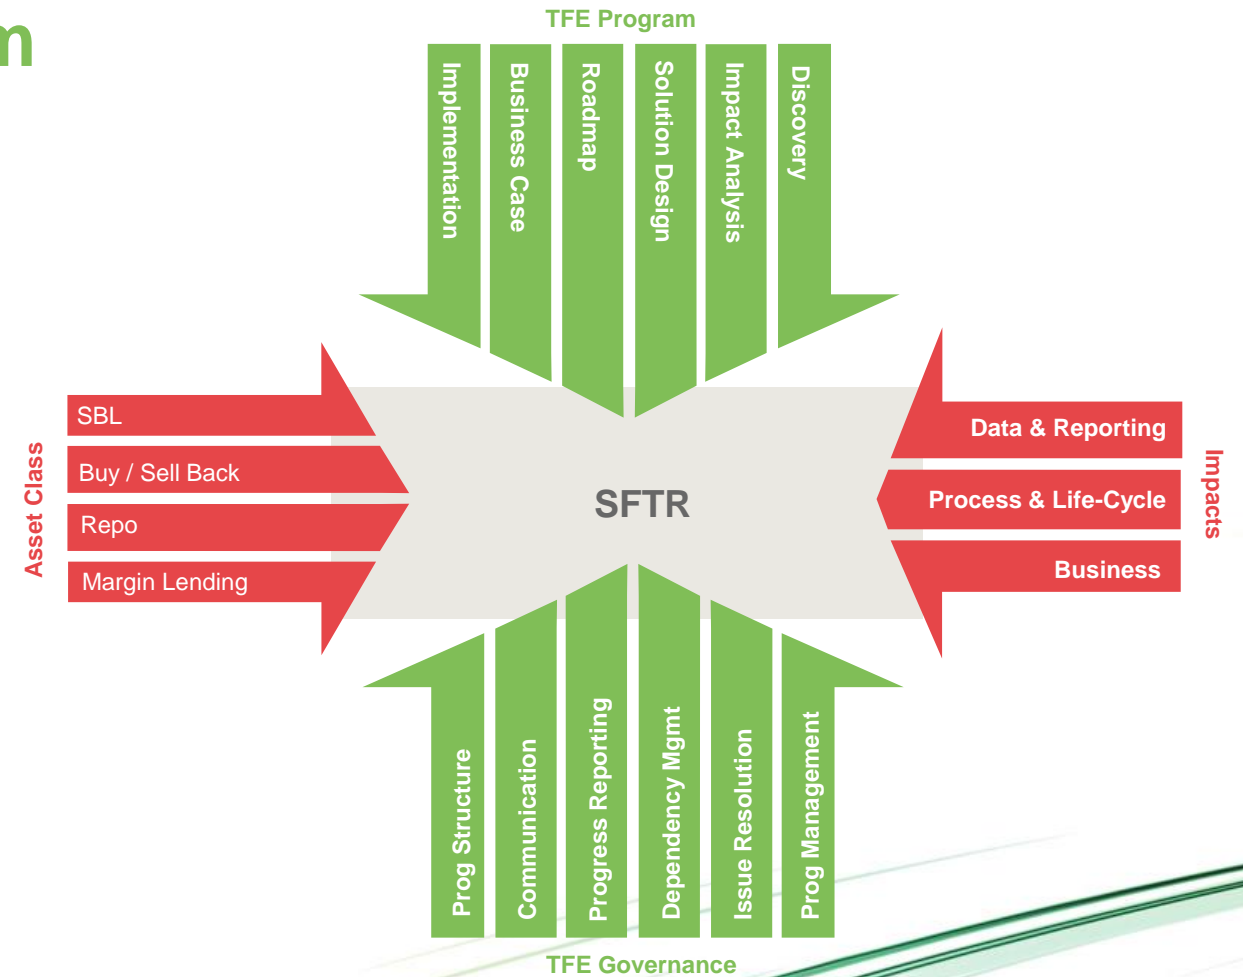 m
TFE Program
Implementation
Business Case
Roadmap
Solution Design
Impact Analysis
Discovery
Asset Class
SBL
Buy / Sell Back
Repo
Margin Lending
SFTR
Data & Reporting
Process & Life-Cycle
Business
Impacts
Prog Structure
Communication
Progress Reporting
Dependency Mgmt
Issue Resolution
Prog Management
TFE Governance